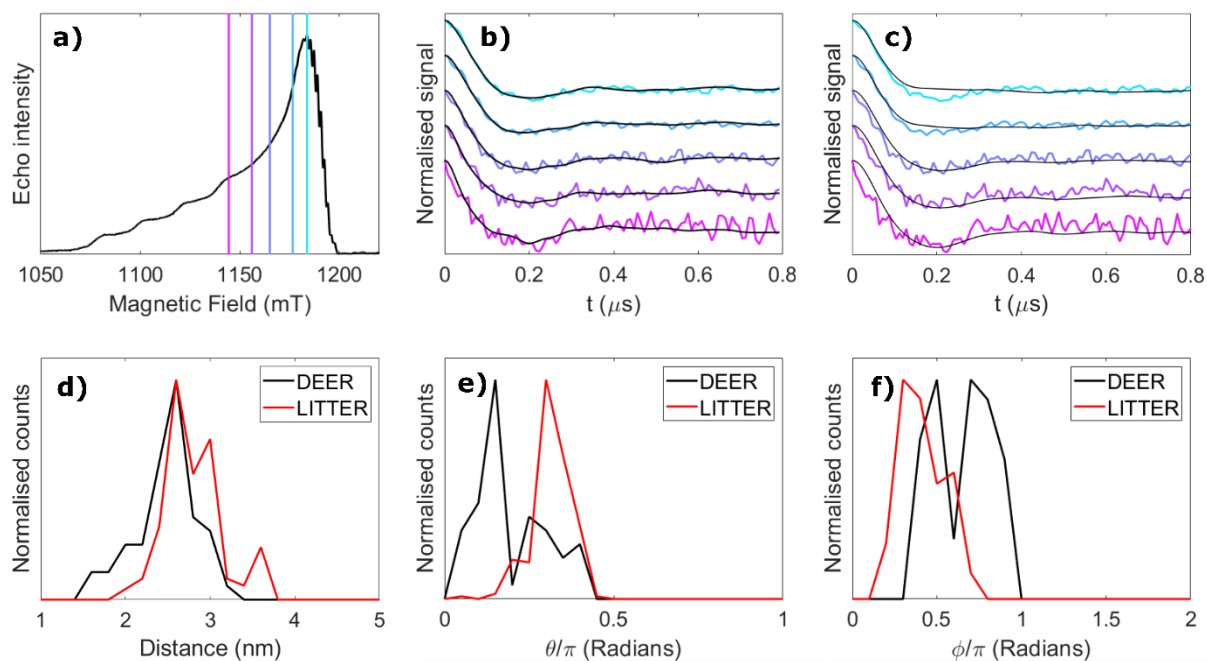 a)
Echo intensity
1050 1100 1150 1200
Magnetic Field (mT)
b)
Normalised signal
0 0.2 0.4 0.6 0.8
t (μs)
c)
Normalised signal
0 0.2 0.4 0.6 0.8
t (μs)
d)
DEER
LITTER
Normalised counts
1 2 3 4 5
Distance (nm)
e)
DEER
LITTER
Normalised counts
0 0.5 1
θ/π (Radians)
f)
DEER
LITTER
Normalised counts
0 0.5 1 1.5 2
ϕ/π (Radians)